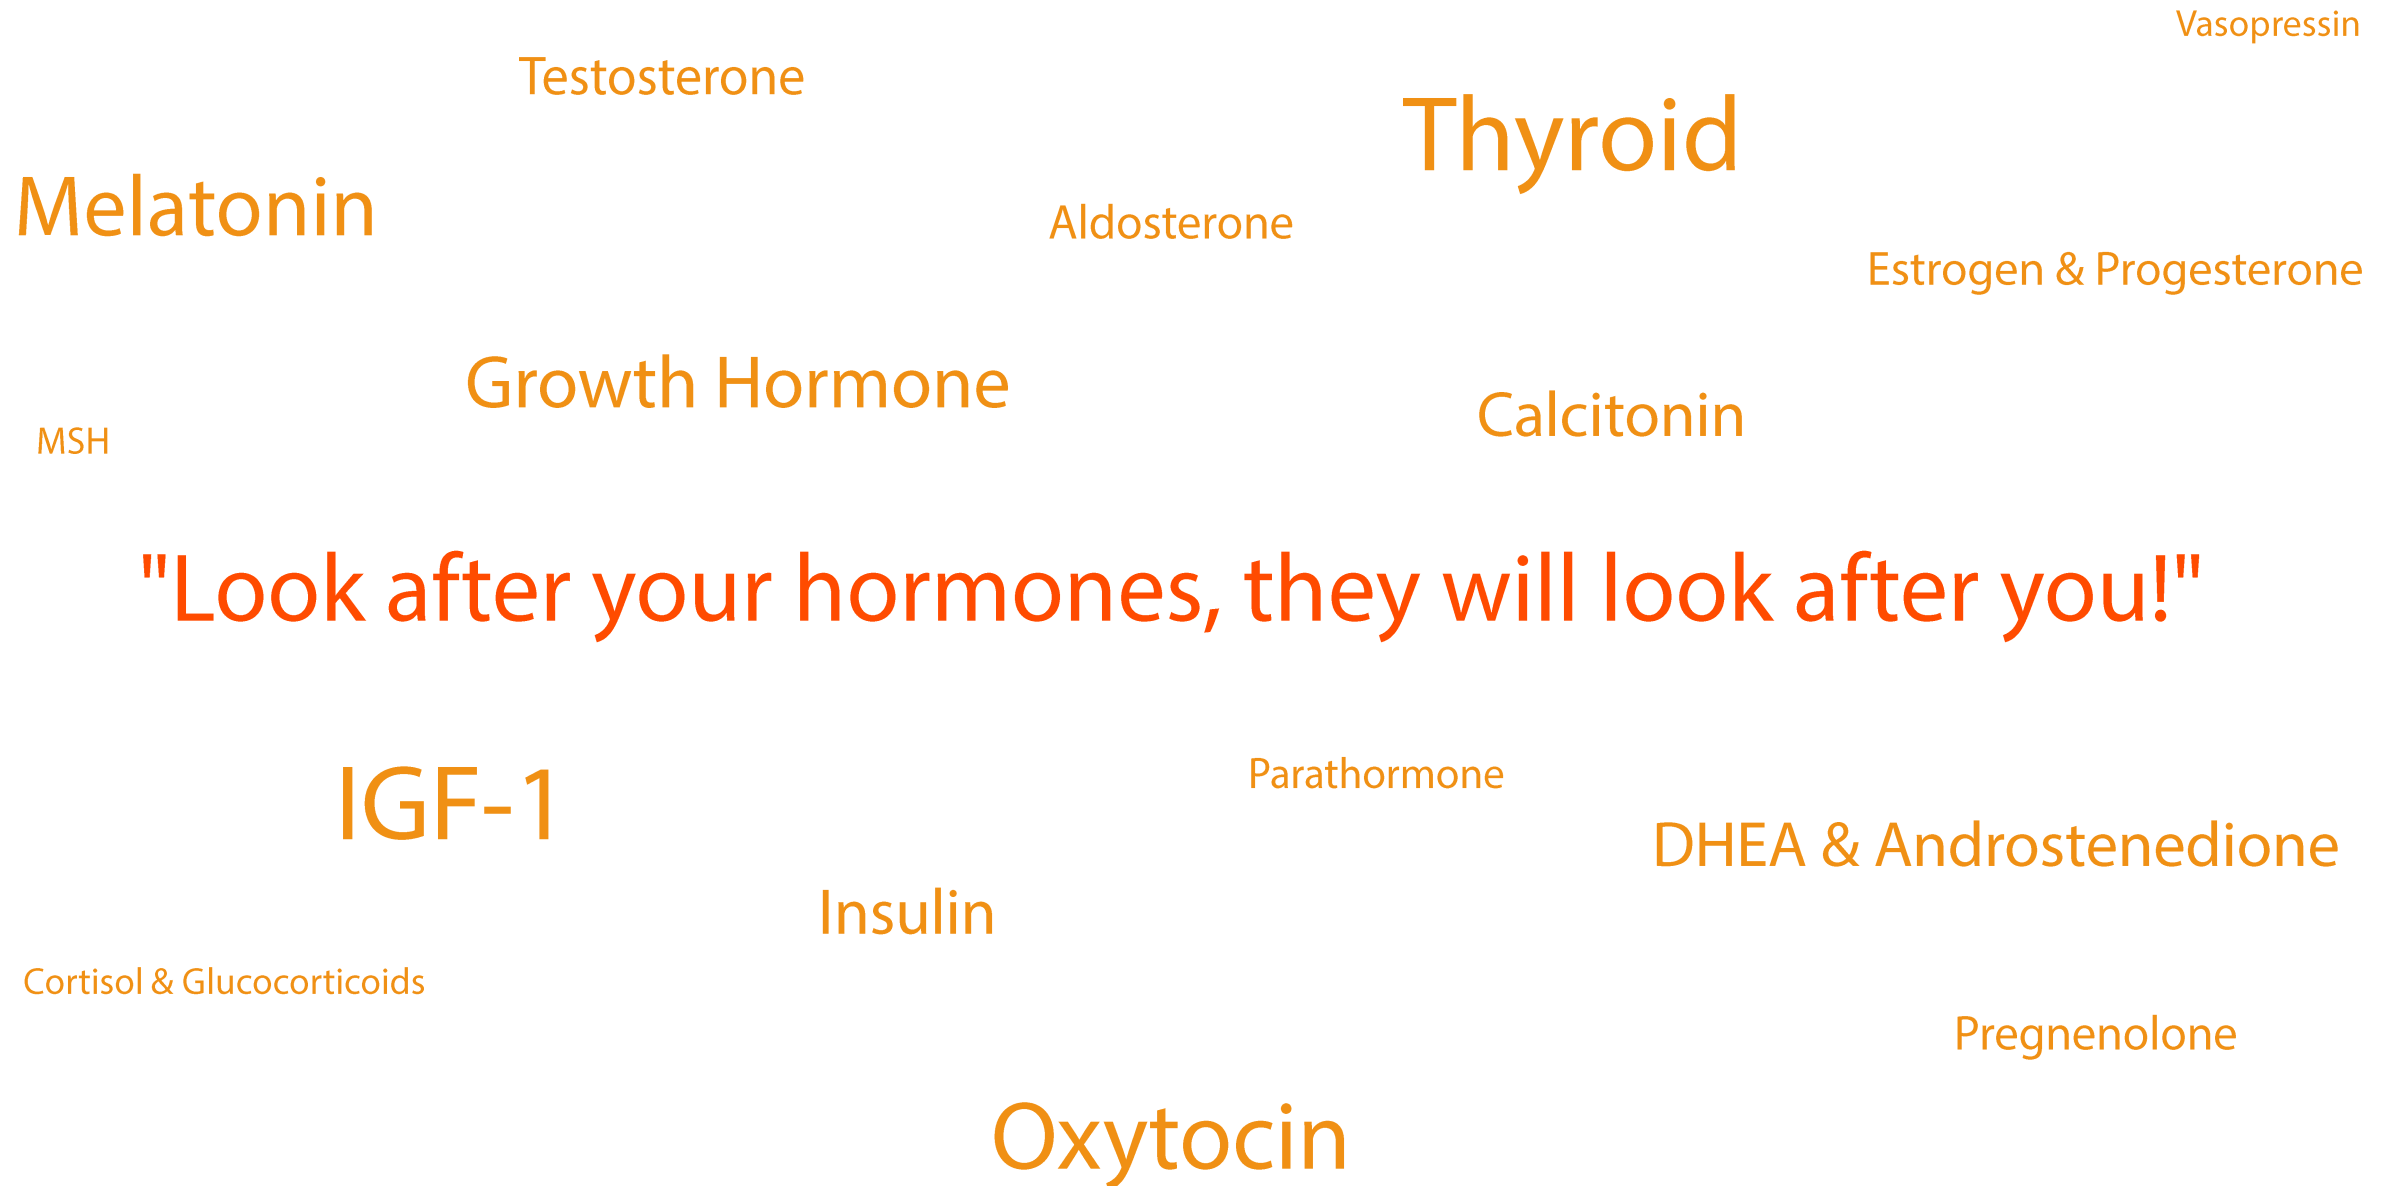 Vasopressin
Testosterone
Thyroid
Melatonin
Aldosterone
Estrogen & Progesterone
Growth Hormone
Calcitonin
MSH
"Look after your hormones, they will look after you!"
Parathormone
IGF-1
DHEA & Androstenedione
Insulin
Cortisol & Glucocorticoids
Pregnenolone
Oxytocin